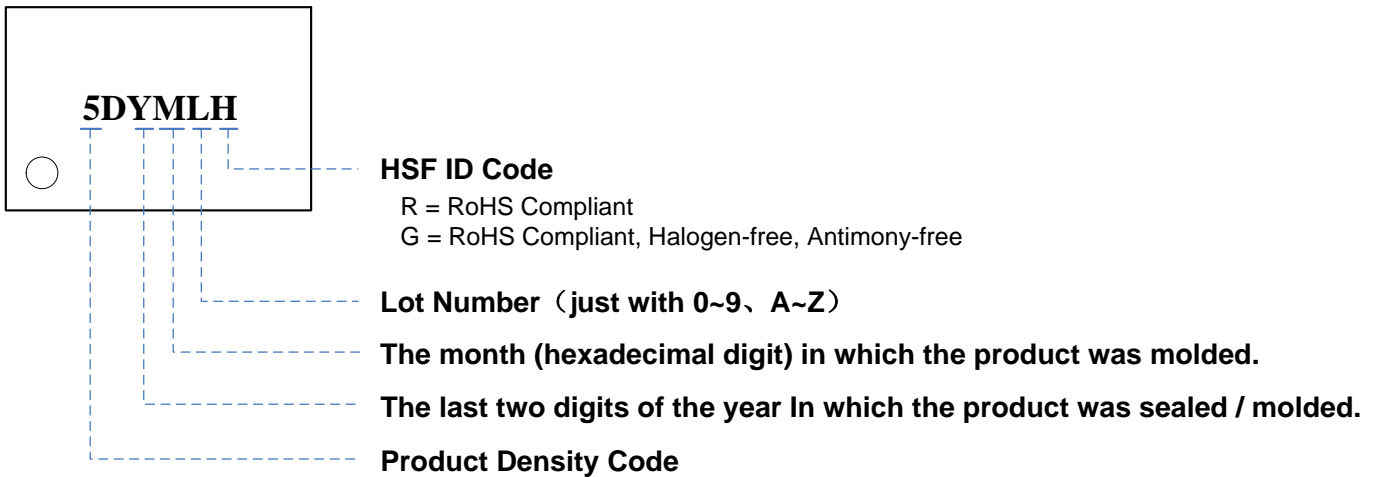 5DYMLH
HSF ID Code
R = RoHS Compliant
G = RoHS Compliant, Halogen-free, Antimony-free
Lot Number（just with 0~9、A~Z）
The month (hexadecimal digit) in which the product was molded.
The last two digits of the year In which the product was sealed / molded.
Product Density Code